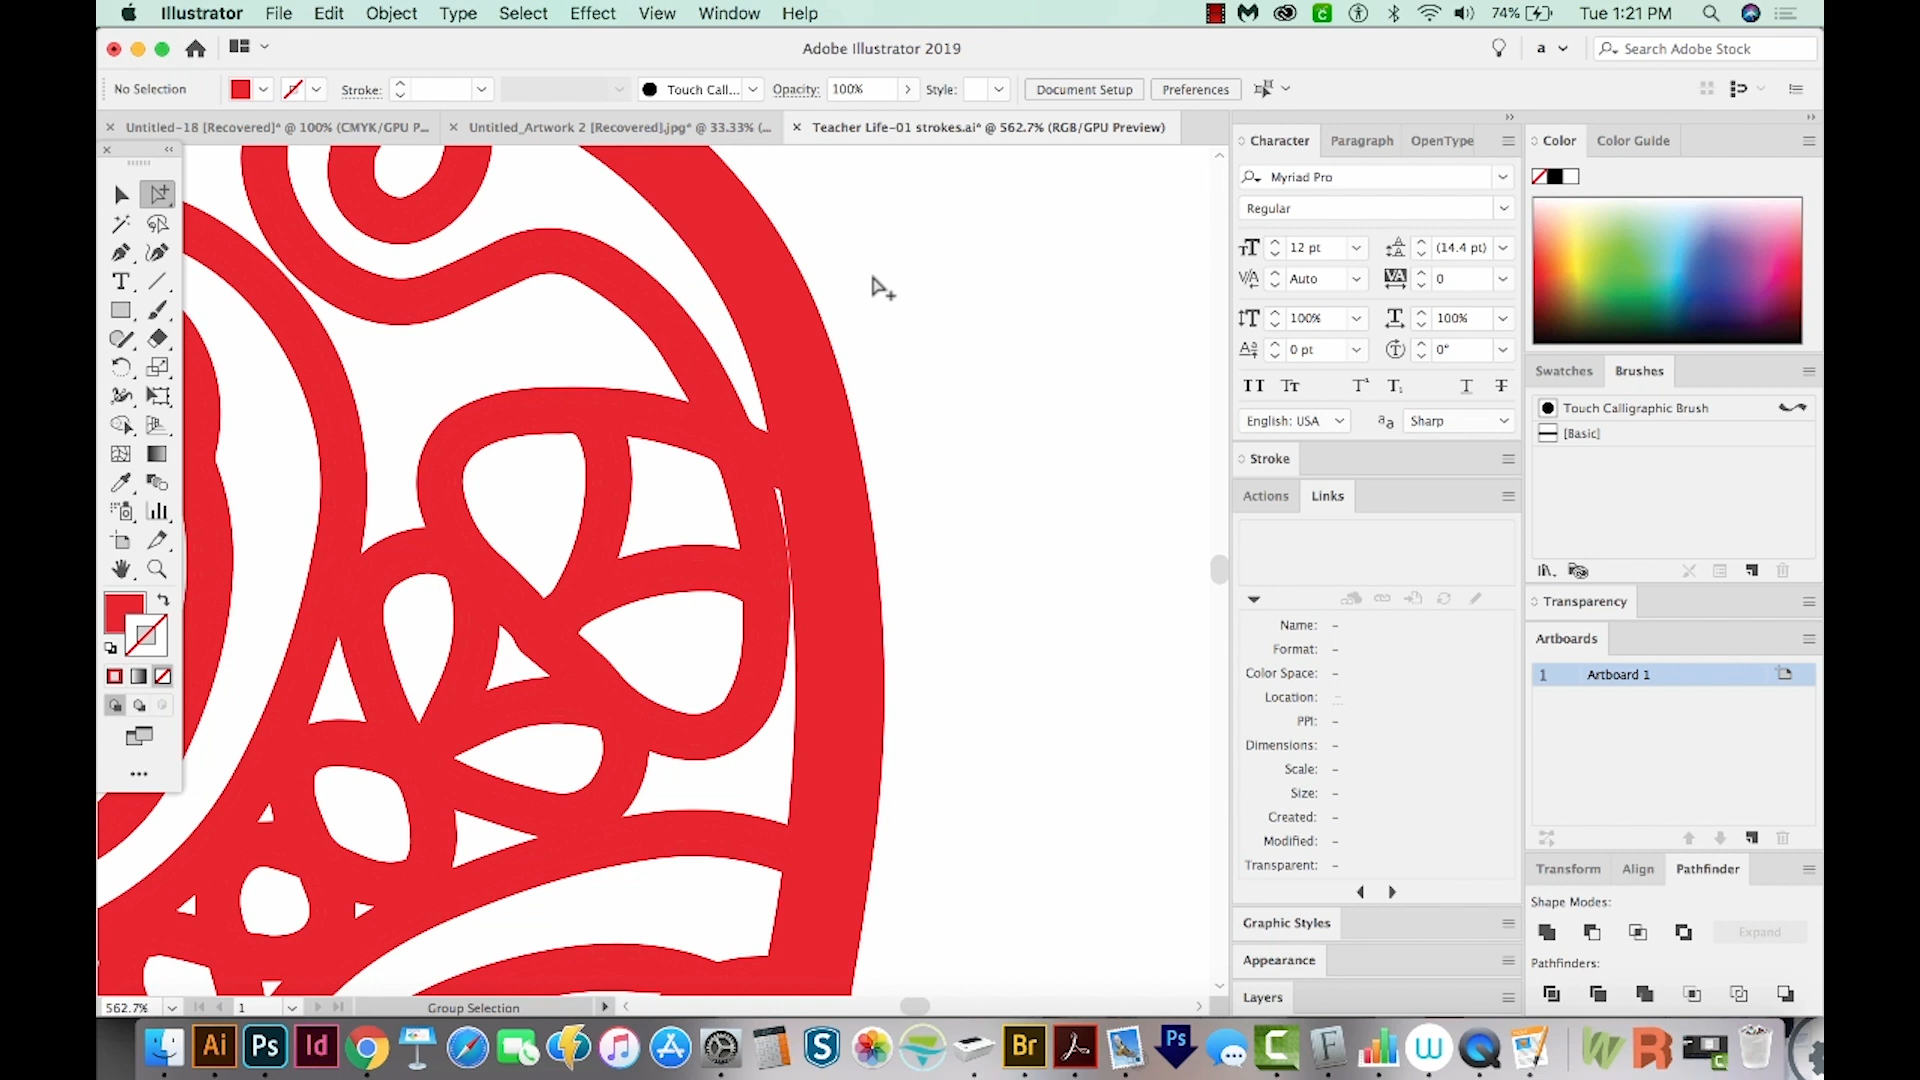 Illustrator File Edit Object Type Select Effect View Window Help 74% Tue 1:21 PM
Adobe Illustrator 2019 a Search Adobe Stock
No Selection Stroke: Touch Call... Opacity: 100% Style: Document Setup Preferences
Untitled-18 [Recovered]* @ 100% (CMYK/GPU P... Untitled_Artwork 2 [Recovered].jpg* @ 33.33% (... Teacher Life-01 strokes.ai* @ 562.7% (RGB/GPU Preview)
Character Paragraph OpenType
Myriad Pro
Regular
12 pt (14.4 pt)
Auto 0
100% 100%
0 pt 0°
English: USA Sharp
Stroke
Actions Links
Name: –
Format: –
Color Space: –
Location: –
PPI: –
Dimensions: –
Scale: –
Size: –
Created: –
Modified: –
Transparent: –
Graphic Styles
Appearance
Layers
Color Color Guide
Swatches Brushes
Touch Calligraphic Brush
[Basic]
Transparency
Artboards
1 Artboard 1
Transform Align Pathfinder
Shape Modes:
Expand
Pathfinders:
562.7% 1 Group Selection
Ai Ps Id Br Ps